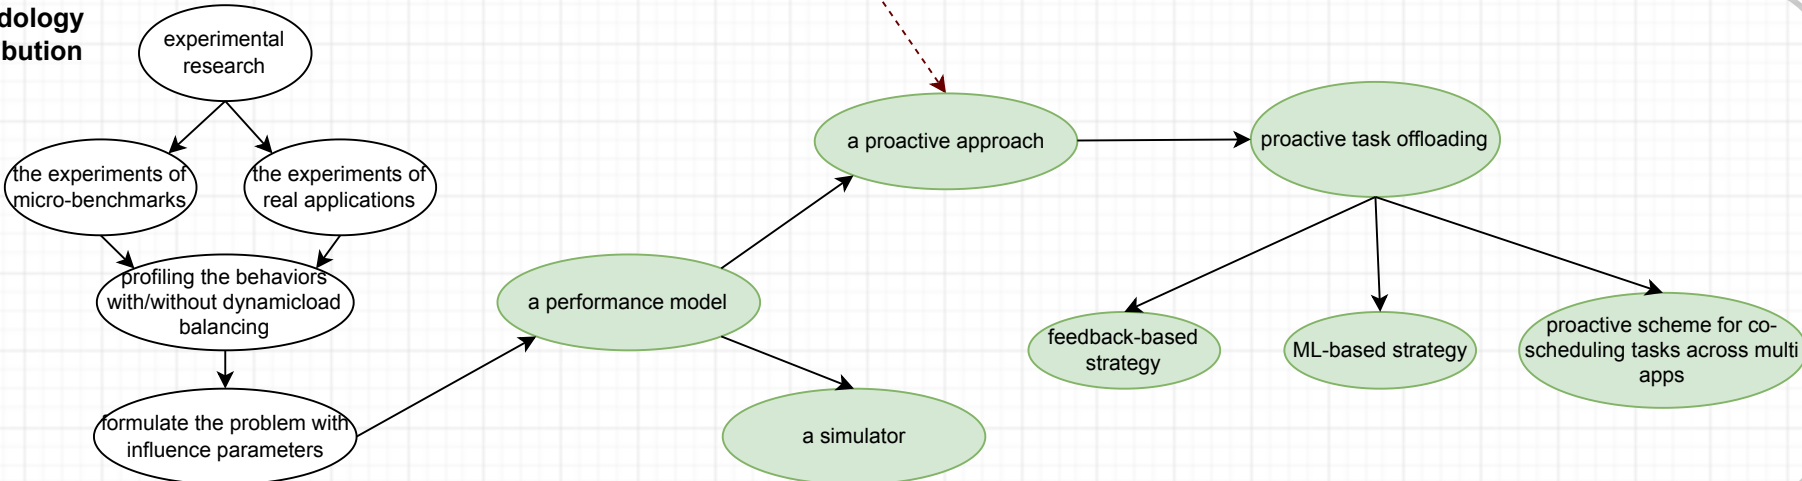 dology
bution
experimental
research
the experiments of
micro-benchmarks
the experiments of
real applications
profiling the behaviors
with/without dynamicload
balancing
formulate the problem with
influence parameters
a performance model
a simulator
a proactive approach
proactive task offloading
feedback-based
strategy
ML-based strategy
proactive scheme for co-
scheduling tasks across multi
apps